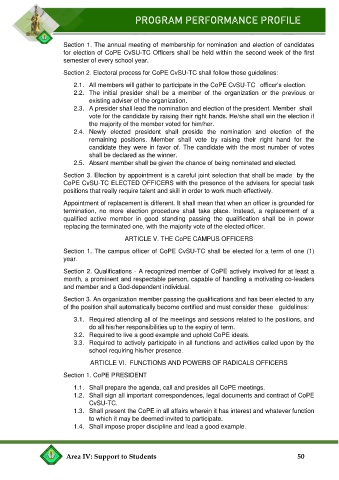 PROGRAM PERFORMANCE PROFILE
Section 1. The annual meeting of membership for nomination and election of candidates
for election of CoPE CvSU-TC Officers shall be held within the second week of the first
semester of every school year.
Section 2. Electoral process for CoPE CvSU-TC shall follow these guidelines:
2.1. All members will gather to participate in the CoPE CvSU-TC officer's election.
2.2. The initial presider shall be a member of the organization or the previous or
existing adviser of the organization.
2.3. A presider shall lead the nomination and election of the president. Member shall
vote for the candidate by raising their right hands. He/she shall win the election if
the majority of the member voted for him/her.
2.4. Newly elected president shall preside the nomination and election of the
remaining positions. Member shall vote by raising their right hand for the
candidate they were in favor of. The candidate with the most number of votes
shall be declared as the winner.
2.5. Absent member shall be given the chance of being nominated and elected.
Section 3. Election by appointment is a careful joint selection that shall be made by the
CoPE CvSU-TC ELECTED OFFICERS with the presence of the advisers for special task
positions that really require talent and skill in order to work much effectively.
Appointment of replacement is different. It shall mean that when an officer is grounded for
termination, no more election procedure shall take place. Instead, a replacement of a
qualified active member in good standing passing the qualification shall be in power
replacing the terminated one, with the majority vote of the elected officer.
ARTICLE V. THE CoPE CAMPUS OFFICERS
Section 1. The campus officer of CoPE CvSU-TC shall be elected for a term of one (1)
year.
Section 2. Qualifications - A recognized member of CoPE actively involved for at least a
month, a prominent and respectable person, capable of handling a motivating co-leaders
and member and a God-dependent individual.
Section 3. An organization member passing the qualifications and has been elected to any
of the position shall automatically become certified and must consider these guidelines:
3.1. Required attending all of the meetings and sessions related to the positions, and
do all his/her responsibilities up to the expiry of term.
3.2. Required to live a good example and uphold CoPE ideals.
3.3. Required to actively participate in all functions and activities called upon by the
school requiring his/her presence.
ARTICLE VI. FUNCTIONS AND POWERS OF RADICALS OFFICERS
Section 1. CoPE PRESIDENT
1.1. Shall prepare the agenda, call and presides all CoPE meetings.
1.2. Shall sign all important correspondences, legal documents and contract of CoPE
CvSU-TC.
1.3. Shall present the CoPE in all affairs wherein it has interest and whatever function
to which it may be deemed invited to participate.
1.4. Shall impose proper discipline and lead a good example.
Area IV: Support to Students 50